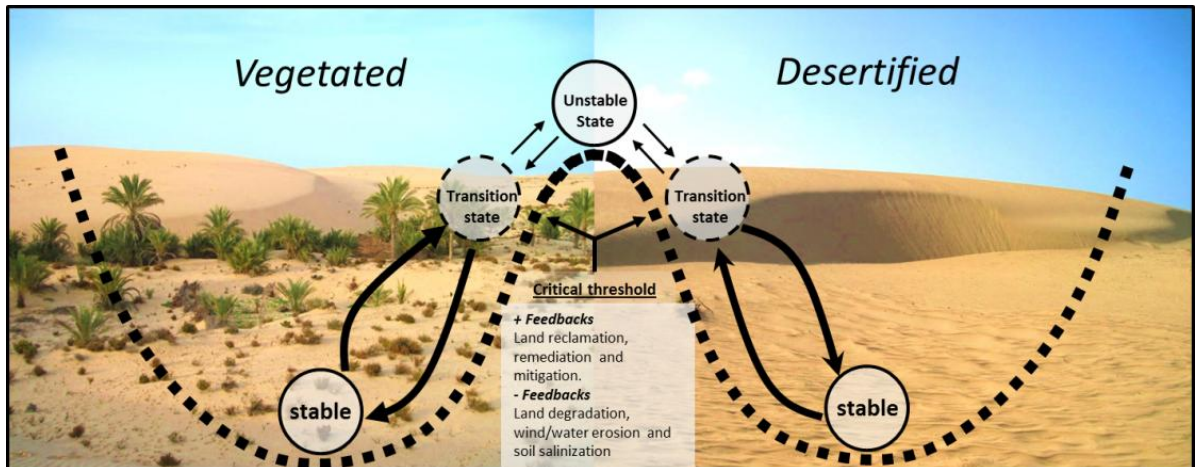 Vegetated
Desertified
Unstable
State
Transition
state
Transition
state
Critical threshold
+ Feedbacks
Land reclamation,
remediation and
mitigation.
- Feedbacks
Land degradation,
wind/water erosion and
soil salinization
stable
stable